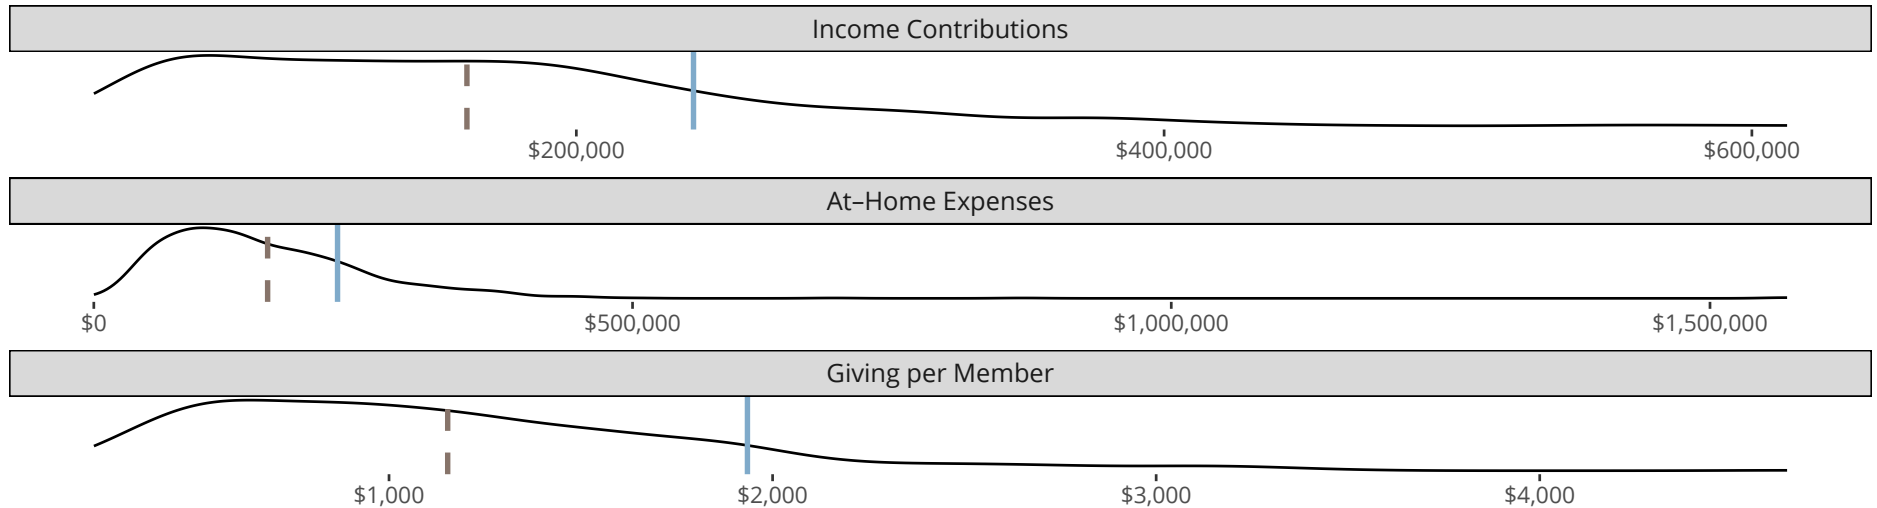 Income Contributions
$200,000 $400,000 $600,000
At–Home Expenses
$0 $500,000 $1,000,000 $1,500,000
Giving per Member
$1,000 $2,000 $3,000 $4,000